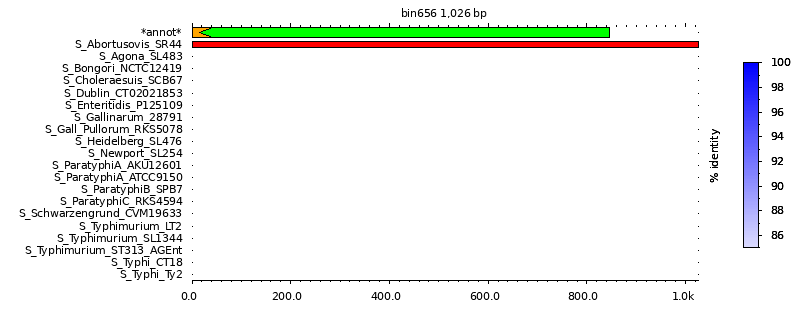 bin656 1,026 bp
*annot*
S_Abortusovis_SR44
S_Agona_SL483
S_Bongori_NCTC12419
S_Choleraesuis_SCB67
S_Dublin_CT02021853
S_Enteritidis_P125109
S_Gallinarum_28791
S_Gall_Pullorum_RKS5078
S_Heidelberg_SL476
S_Newport_SL254
S_ParatyphiA_AKU12601
S_ParatyphiA_ATCC9150
S_ParatyphiB_SPB7
S_ParatyphiC_RKS4594
S_Schwarzengrund_CVM19633
S_Typhimurium_LT2
S_Typhimurium_SL1344
S_Typhimurium_ST313_AGEnt
S_Typhi_CT18
S_Typhi_Ty2
0.0 200.0 400.0 600.0 800.0 1.0k
% identity
100
98
96
94
92
90
88
86